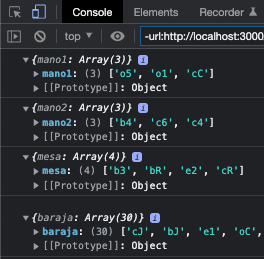 Console Elements Recorder
top Filter -url:http://localhost:3000
{mano1: Array(3)} i
mano1: (3) ['o5', 'o1', 'cC']
[[Prototype]]: Object
{mano2: Array(3)} i
mano2: (3) ['b4', 'c6', 'c4']
[[Prototype]]: Object
{mesa: Array(4)} i
mesa: (4) ['b3', 'bR', 'e2', 'cR']
[[Prototype]]: Object
{baraja: Array(30)} i
baraja: (30) ['cJ', 'bJ', 'e1', 'oC',
[[Prototype]]: Object